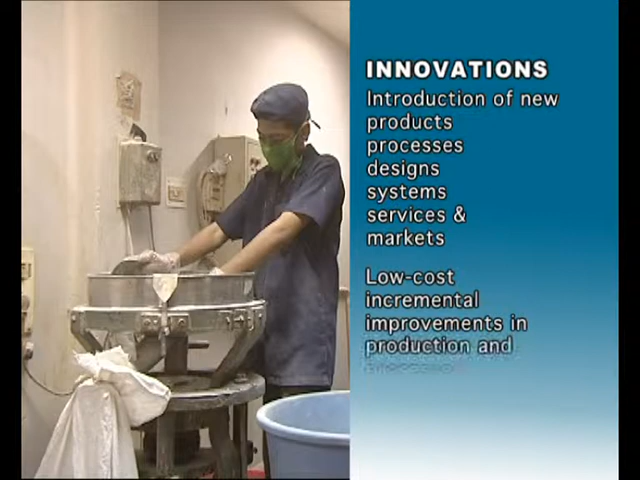 INNOVATIONS
Introduction of new
products
processes
designs
systems
services &
markets
Low-cost
incremental
improvements in
production and